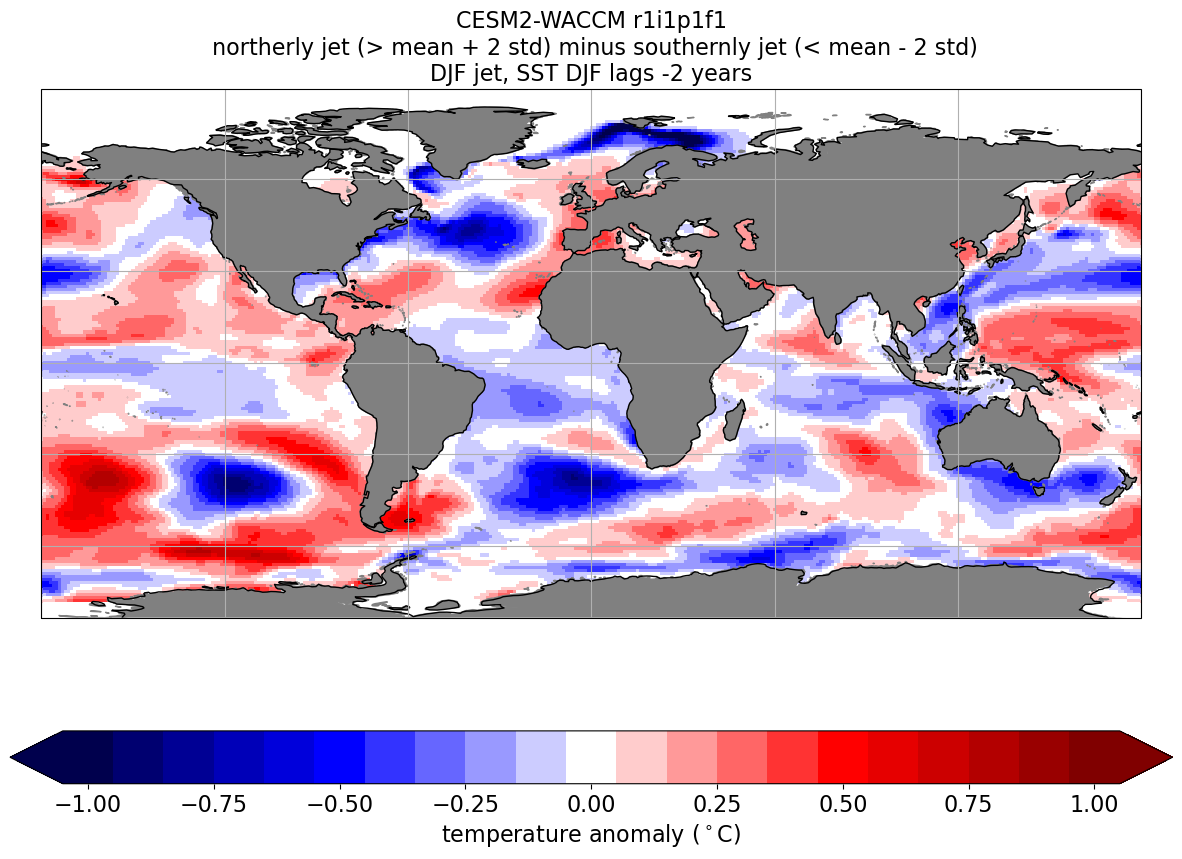 CESM2-WACCM r1i1p1f1
northerly jet (> mean + 2 std) minus southernly jet (< mean - 2 std)
DJF jet, SST DJF lags -2 years
−1.00 −0.75 −0.50 −0.25 0.00 0.25 0.50 0.75 1.00
temperature anomaly (°C)